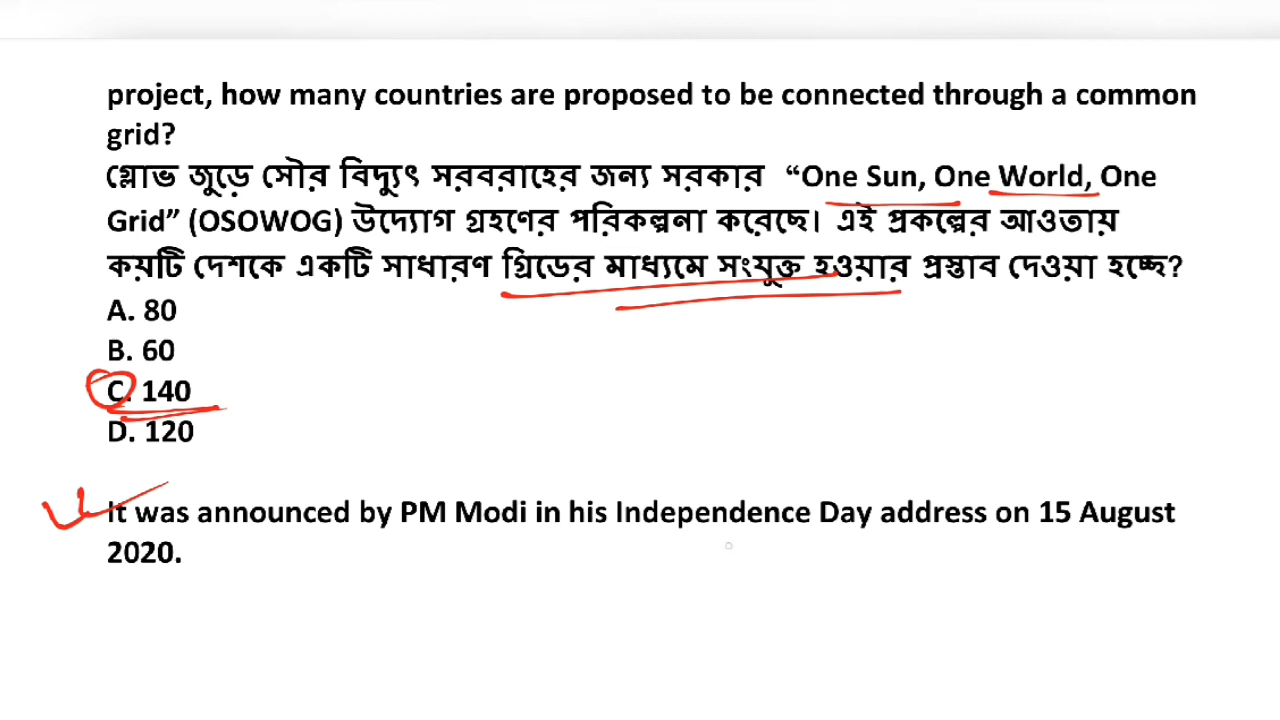 project, how many countries are proposed to be connected through a common
grid?
গ্লোভ জুড়ে সৌর বিদ্যুৎ সরবরাহের জন্য সরকার “One Sun, One World, One
Grid” (OSOWOG) উদ্যোগ গ্রহণের পরিকল্পনা করেছে। এই প্রকল্পের আওতায়
কয়টি দেশকে একটি সাধারণ গ্রিডের মাধ্যমে সংযুক্ত হওয়ার প্রস্তাব দেওয়া হচ্ছে?
A. 80
B. 60
C. 140
D. 120
It was announced by PM Modi in his Independence Day address on 15 August
2020.